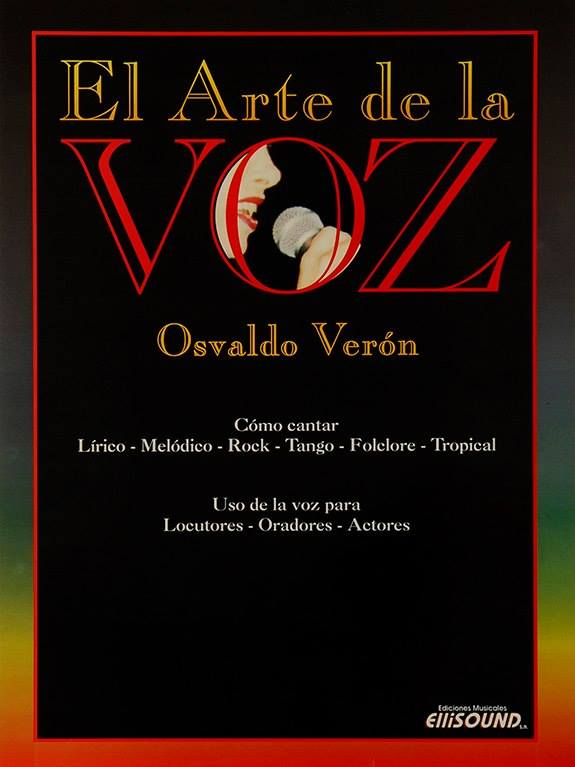 El Arte de la
VOZ
Osvaldo Verón
Cómo cantar
Lírico - Melódico - Rock - Tango - Folclore - Tropical
Uso de la voz para
Locutores - Oradores - Actores
Ediciones Musicales
ElliSOUND S.A.